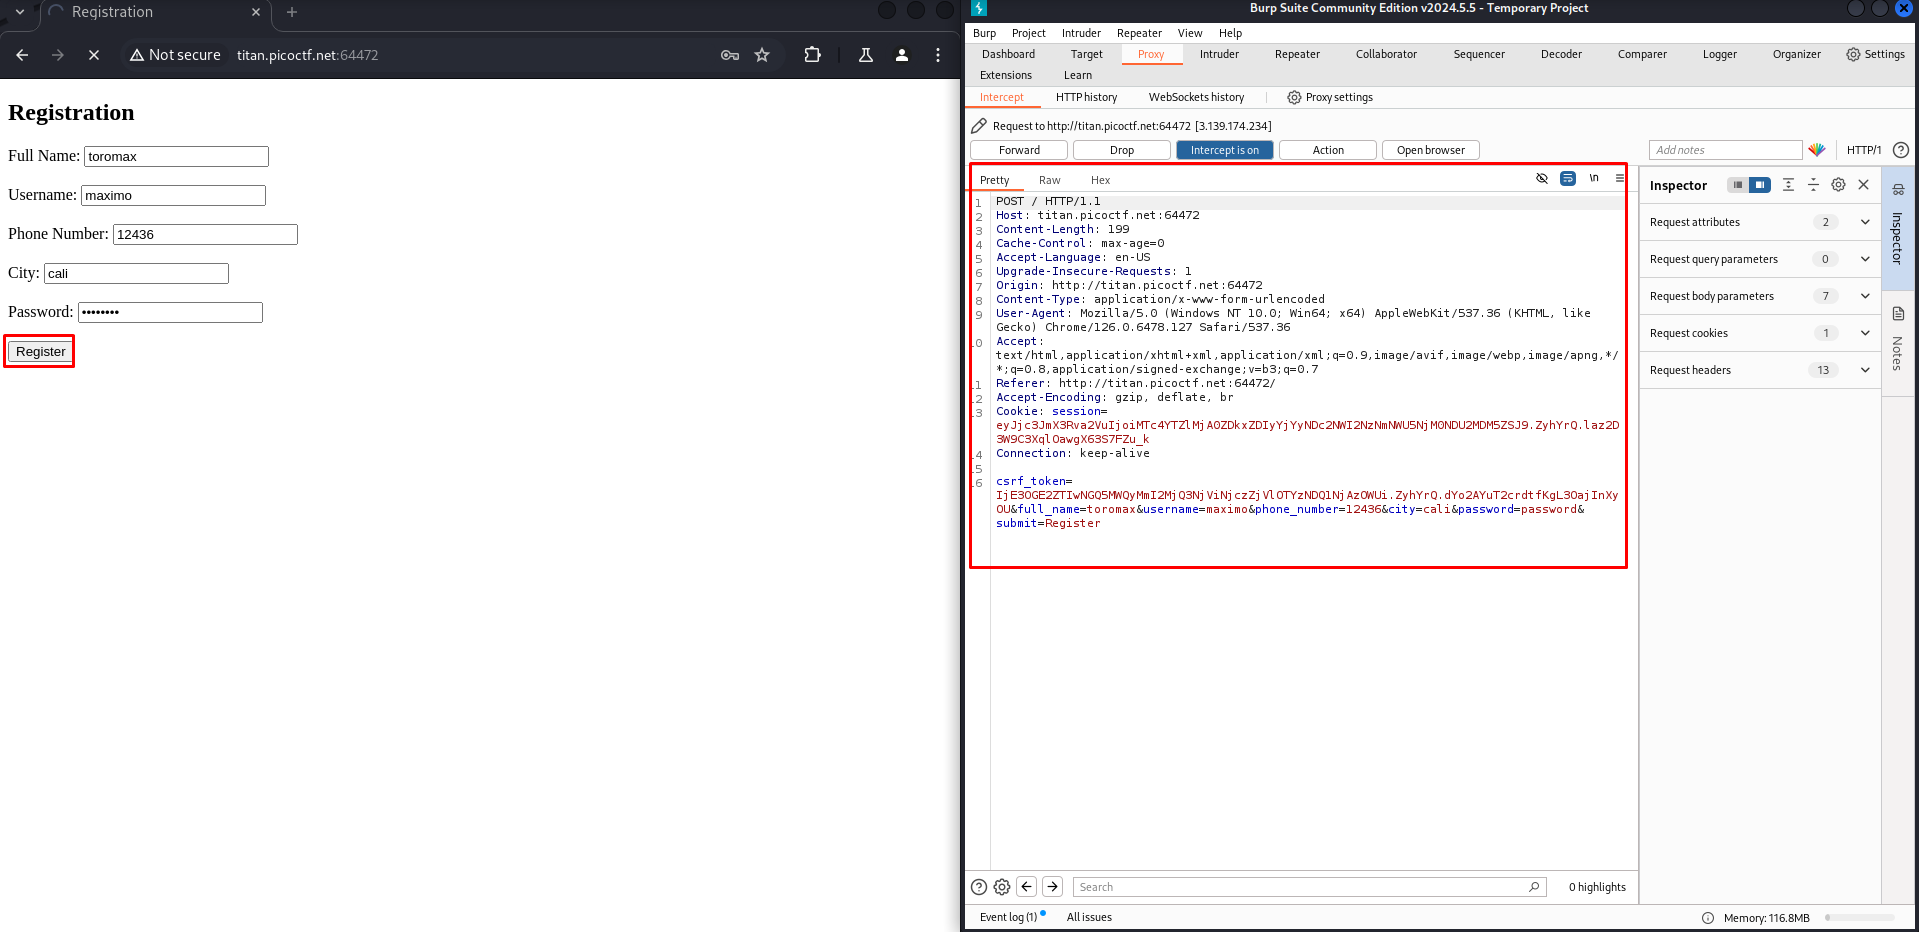 Registration
Not secure titan.picoctf.net:64472
Registration
Full Name: toromax
Username: maximo
Phone Number: 12436
City: cali
Password: ••••••••
Register
Burp Suite Community Edition v2024.5.5 - Temporary Project
Burp Project Intruder Repeater View Help
Dashboard Target Proxy Intruder Repeater Collaborator Sequencer Decoder Comparer Logger Organizer Settings
Extensions Learn
Intercept HTTP history WebSockets history Proxy settings
Request to http://titan.picoctf.net:64472 [3.139.174.234]
Forward Drop Intercept is on Action Open browser Add notes HTTP/1
Pretty Raw Hex \n
1 POST / HTTP/1.1
2 Host: titan.picoctf.net:64472
3 Content-Length: 199
4 Cache-Control: max-age=0
5 Accept-Language: en-US
6 Upgrade-Insecure-Requests: 1
7 Origin: http://titan.picoctf.net:64472
8 Content-Type: application/x-www-form-urlencoded
9 User-Agent: Mozilla/5.0 (Windows NT 10.0; Win64; x64) AppleWebKit/537.36 (KHTML, like
Gecko) Chrome/126.0.6478.127 Safari/537.36
10 Accept:
text/html,application/xhtml+xml,application/xml;q=0.9,image/avif,image/webp,image/apng,*/
*;q=0.8,application/signed-exchange;v=b3;q=0.7
11 Referer: http://titan.picoctf.net:64472/
12 Accept-Encoding: gzip, deflate, br
13 Cookie: session=
eyJjc3JmX3Rva2VuIjoiMTc4YTZlMjA0ZDkxZDIyYjYyNDc2NWI2NzNmNWU5NjM0NDU2MDM5ZSJ9.ZyhYrQ.laz2D
3W9C3XqlOawgX63S7FZu_k
14 Connection: keep-alive
15
16 csrf_token=
IjE3OGE2ZTIwNGQ5MWQyMmI2MjQ3NjViNjczZjVlOTYzNDQ1NjAzOWUi.ZyhYrQ.dYo2AYuT2crdtfKgL3OajInXy
OU&full_name=toromax&username=maximo&phone_number=12436&city=cali&password=password&
submit=Register
Inspector
Request attributes 2
Request query parameters 0
Request body parameters 7
Request cookies 1
Request headers 13
Inspector
Notes
Search 0 highlights
Event log (1) All issues Memory: 116.8MB